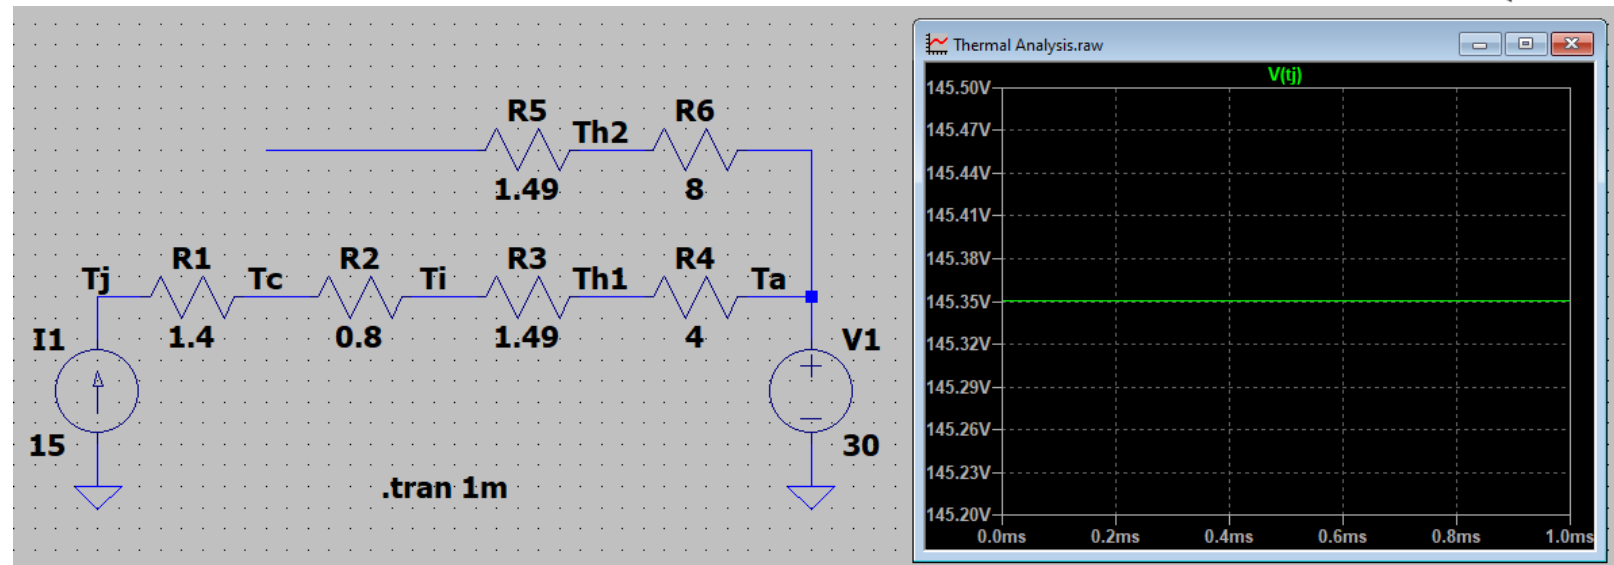 R5
Th2
R6
1.49
8
Tj
R1
Tc
R2
Ti
R3
Th1
R4
Ta
I1
1.4
0.8
1.49
4
V1
15
30
.tran 1m
Thermal Analysis.raw
V(tj)
145.50V
145.47V
145.44V
145.41V
145.38V
145.35V
145.32V
145.29V
145.26V
145.23V
145.20V
0.0ms 0.2ms 0.4ms 0.6ms 0.8ms 1.0ms